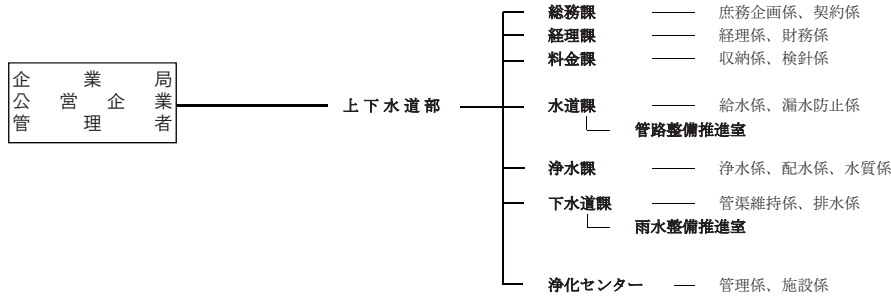 企業局
公営企業
管理者
上下水道部
総務課 庶務企画係、契約係
経理課 経理係、財務係
料金課 収納係、検針係
水道課 給水係、漏水防止係
管路整備推進室
浄水課 浄水係、配水係、水質係
下水道課 管渠維持係、排水係
雨水整備推進室
浄化センター 管理係、施設係